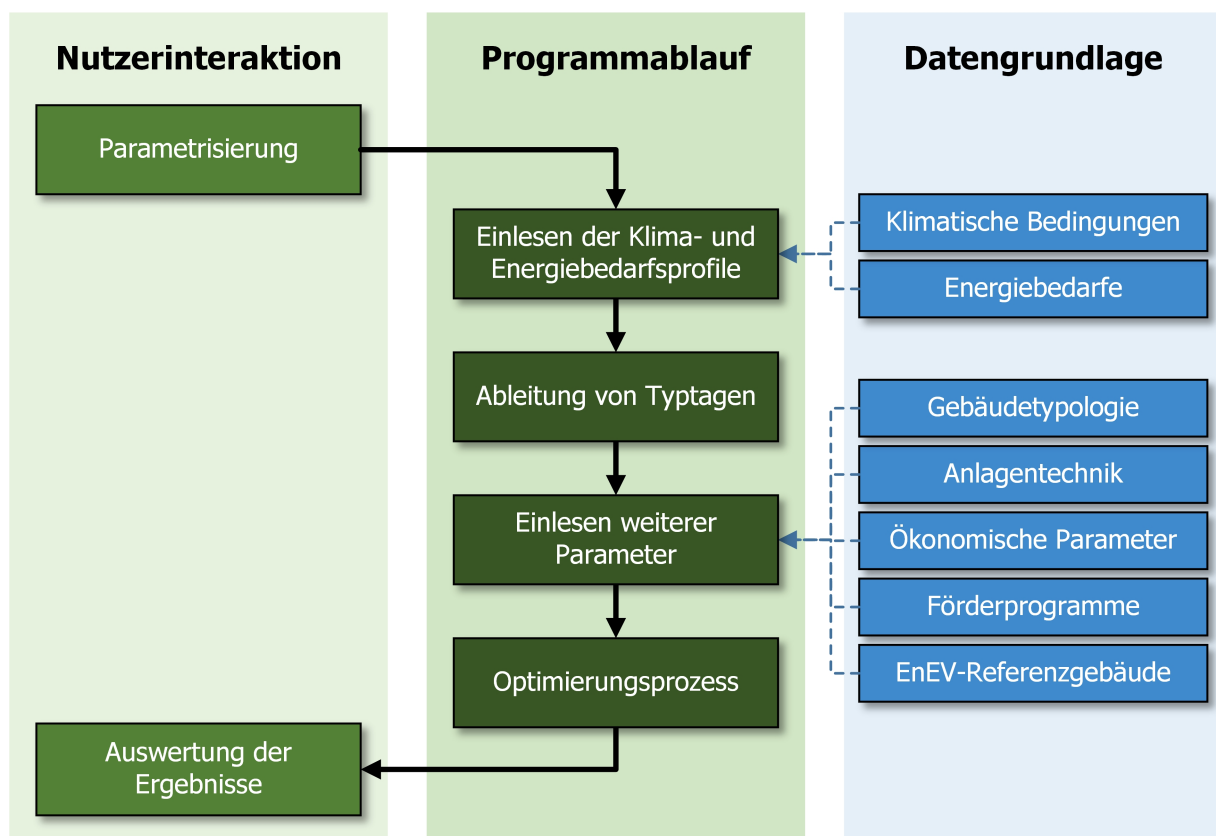 Nutzerinteraktion
Parametrisierung
Auswertung der
Ergebnisse
Programmablauf
Einlesen der Klima- und
Energiebedarfsprofile
Ableitung von Typtagen
Einlesen weiterer
Parameter
Optimierungsprozess
Datengrundlage
Klimatische Bedingungen
Energiebedarfe
Gebäudetypologie
Anlagentechnik
Ökonomische Parameter
Förderprogramme
EnEV-Referenzgebäude